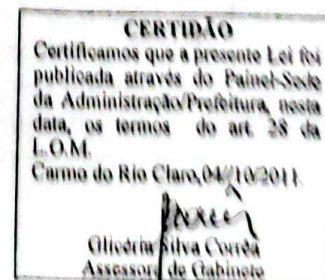 CERTIDÃO
Certificamos que a presente Lei foi
publicada através do Painel-Sede
da Administração/Prefeitura, nesta
data, os termos do art. 28 da
L.O.M.
Carmo do Rio Claro, 04/10/2011.
Glicéria Silva Corrêa
Assessora de Gabinete